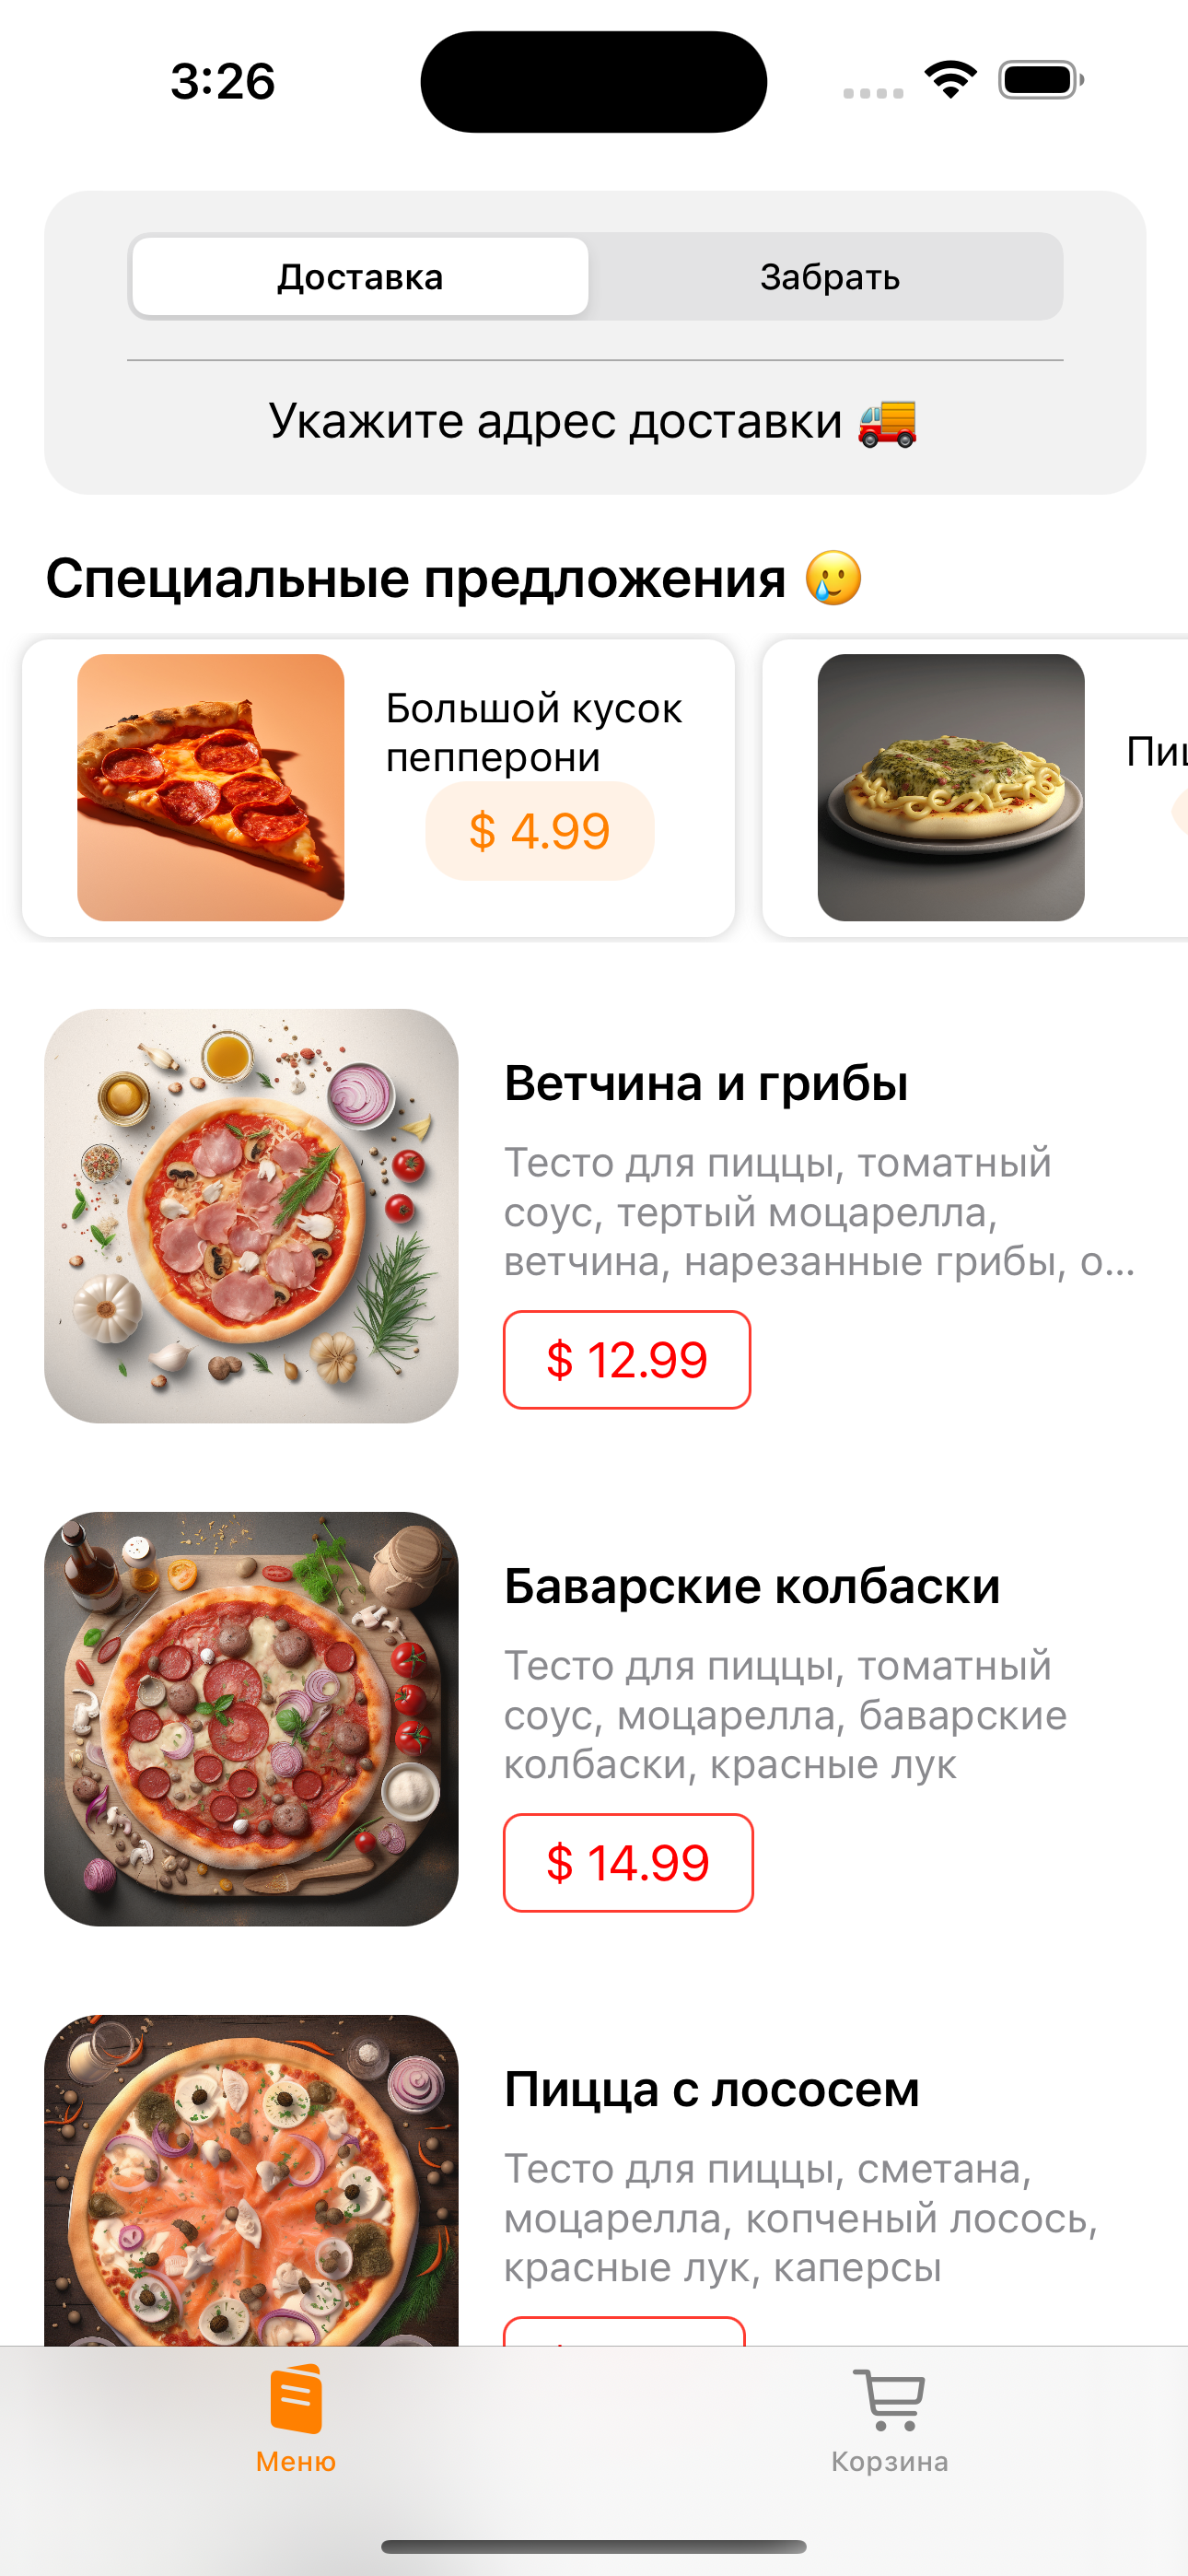 3:26
Доставка
Забрать
Укажите адрес доставки 🚚
Специальные предложения 🥲
Большой кусок
пепперони
$ 4.99
Ветчина и грибы
Тесто для пиццы, томатный
соус, тертый моцарелла,
ветчина, нарезанные грибы, о...
$ 12.99
Баварские колбаски
Тесто для пиццы, томатный
соус, моцарелла, баварские
колбаски, красные лук
$ 14.99
Пицца с лососем
Тесто для пиццы, сметана,
моцарелла, копченый лосось,
красные лук, каперсы
Меню
Корзина